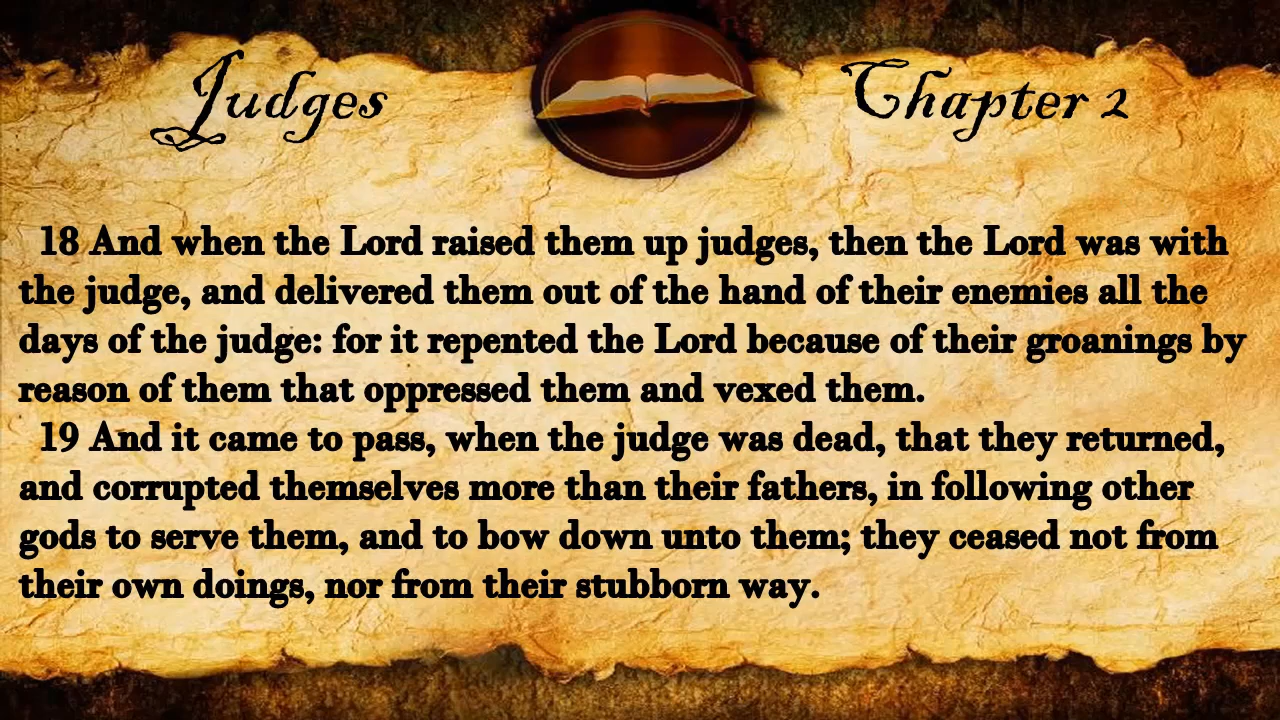 Judges
Chapter 2
18 And when the Lord raised them up judges, then the Lord was with
the judge, and delivered them out of the hand of their enemies all the
days of the judge: for it repented the Lord because of their groanings by
reason of them that oppressed them and vexed them.
19 And it came to pass, when the judge was dead, that they returned,
and corrupted themselves more than their fathers, in following other
gods to serve them, and to bow down unto them; they ceased not from
their own doings, nor from their stubborn way.